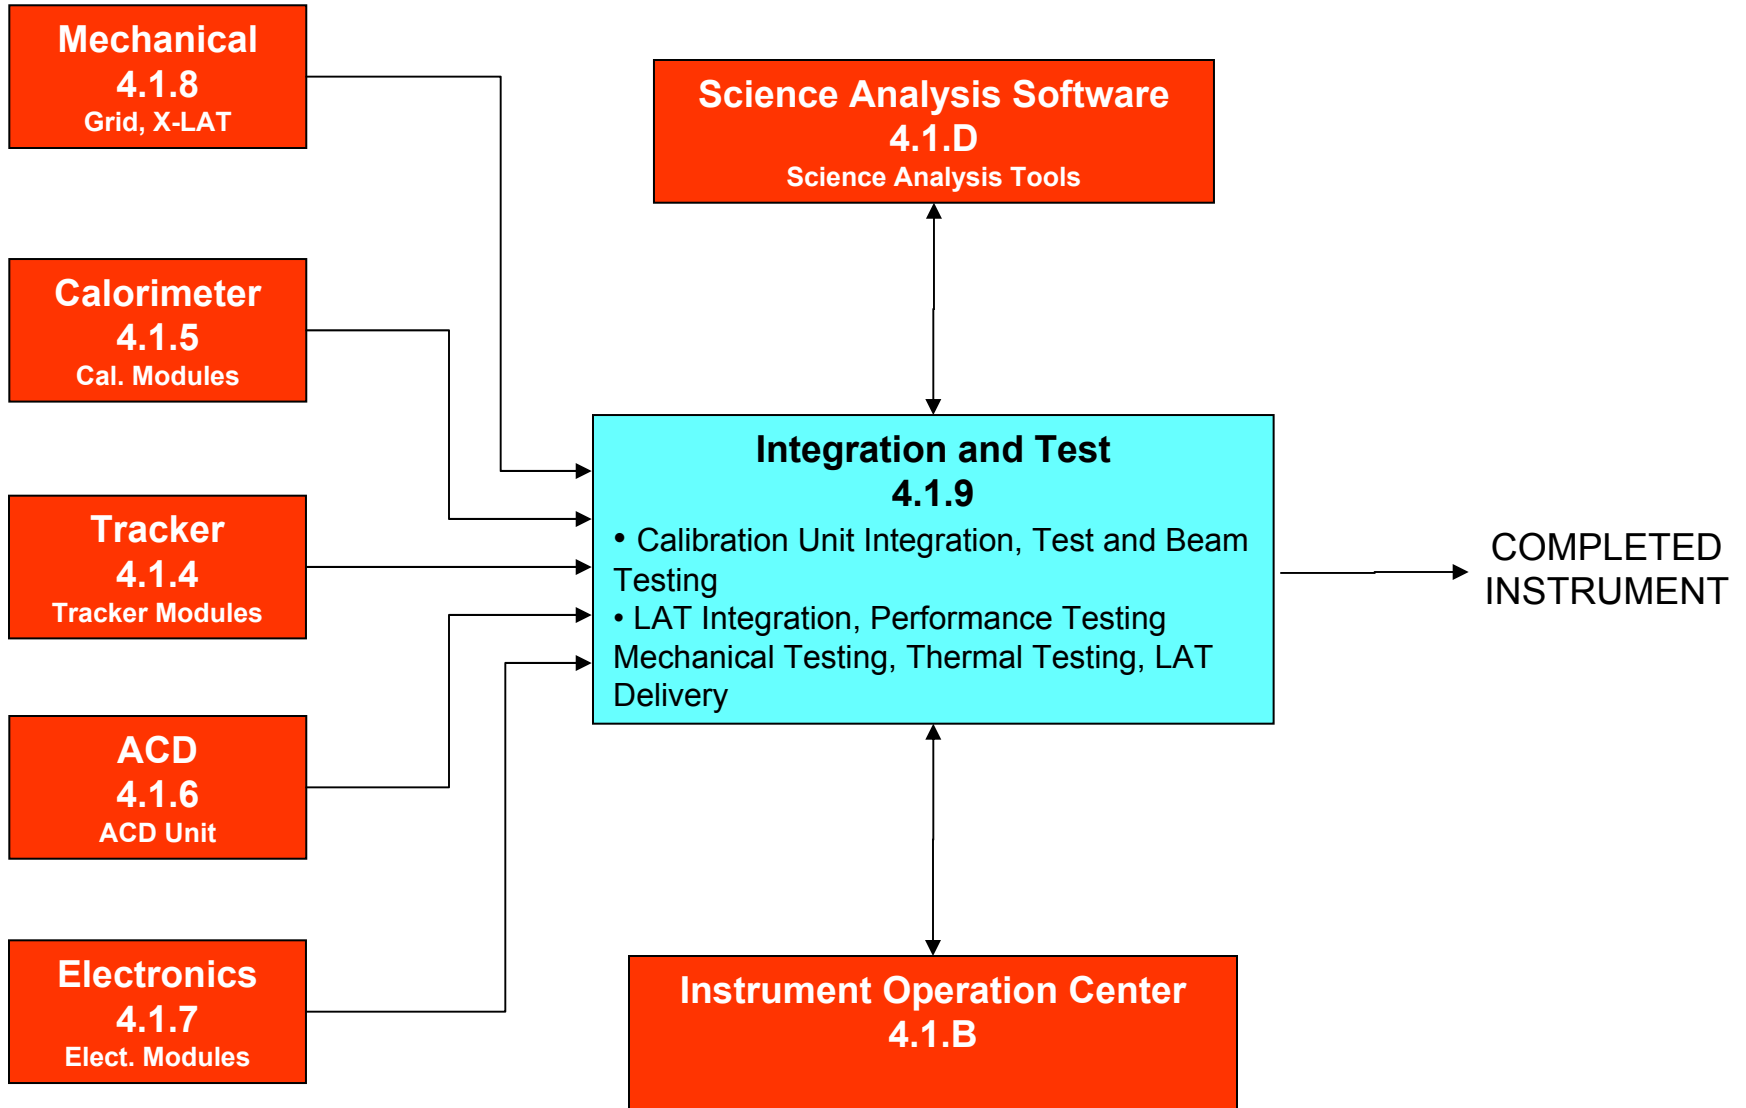 Mechanical
4.1.8
Grid, X-LAT
Science Analysis Software
4.1.D
Science Analysis Tools
Calorimeter
4.1.5
Cal. Modules
Integration and Test
4.1.9
• Calibration Unit Integration, Test and Beam
Testing
• LAT Integration, Performance Testing
Mechanical Testing, Thermal Testing, LAT
Delivery
Tracker
4.1.4
Tracker Modules
COMPLETED
INSTRUMENT
ACD
4.1.6
ACD Unit
Electronics
4.1.7
Elect. Modules
Instrument Operation Center
4.1.B